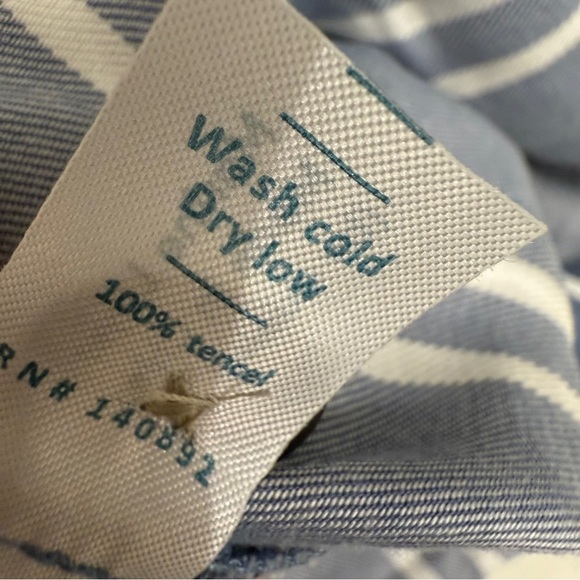 Wash cold
Dry low
100% tencel
RN# 140892